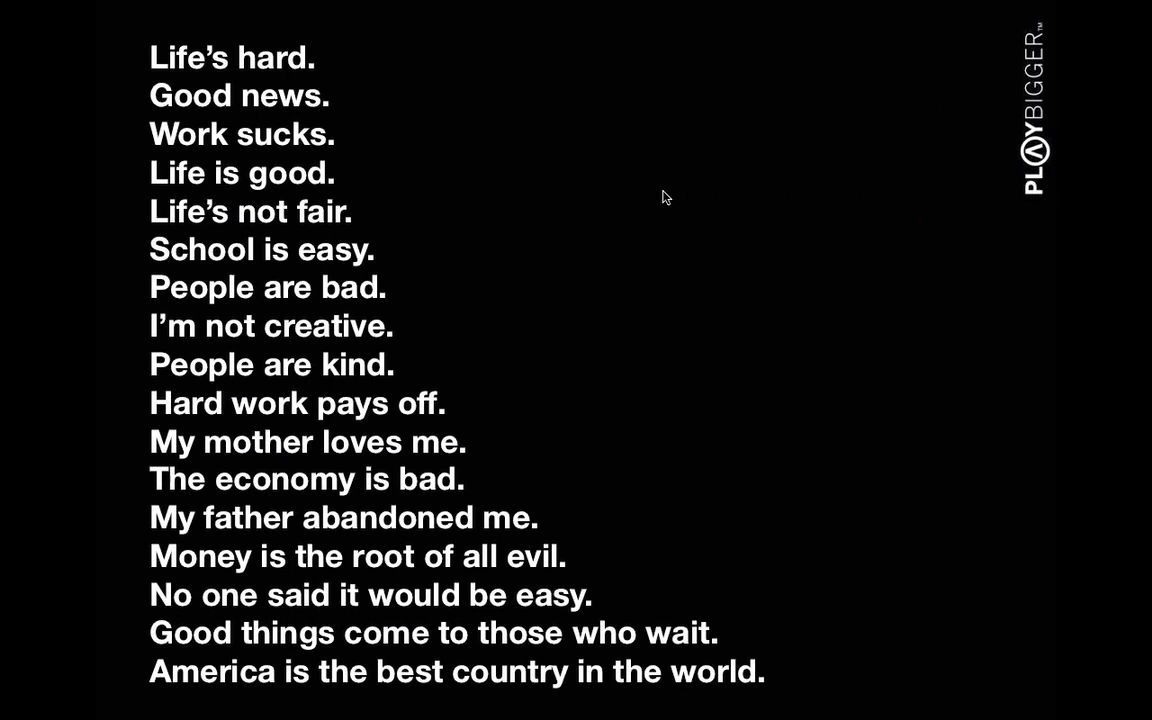 Life’s hard.
Good news.
Work sucks.
Life is good.
Life’s not fair.
School is easy.
People are bad.
I’m not creative.
People are kind.
Hard work pays off.
My mother loves me.
The economy is bad.
My father abandoned me.
Money is the root of all evil.
No one said it would be easy.
Good things come to those who wait.
America is the best country in the world.
PLAYBIGGER™